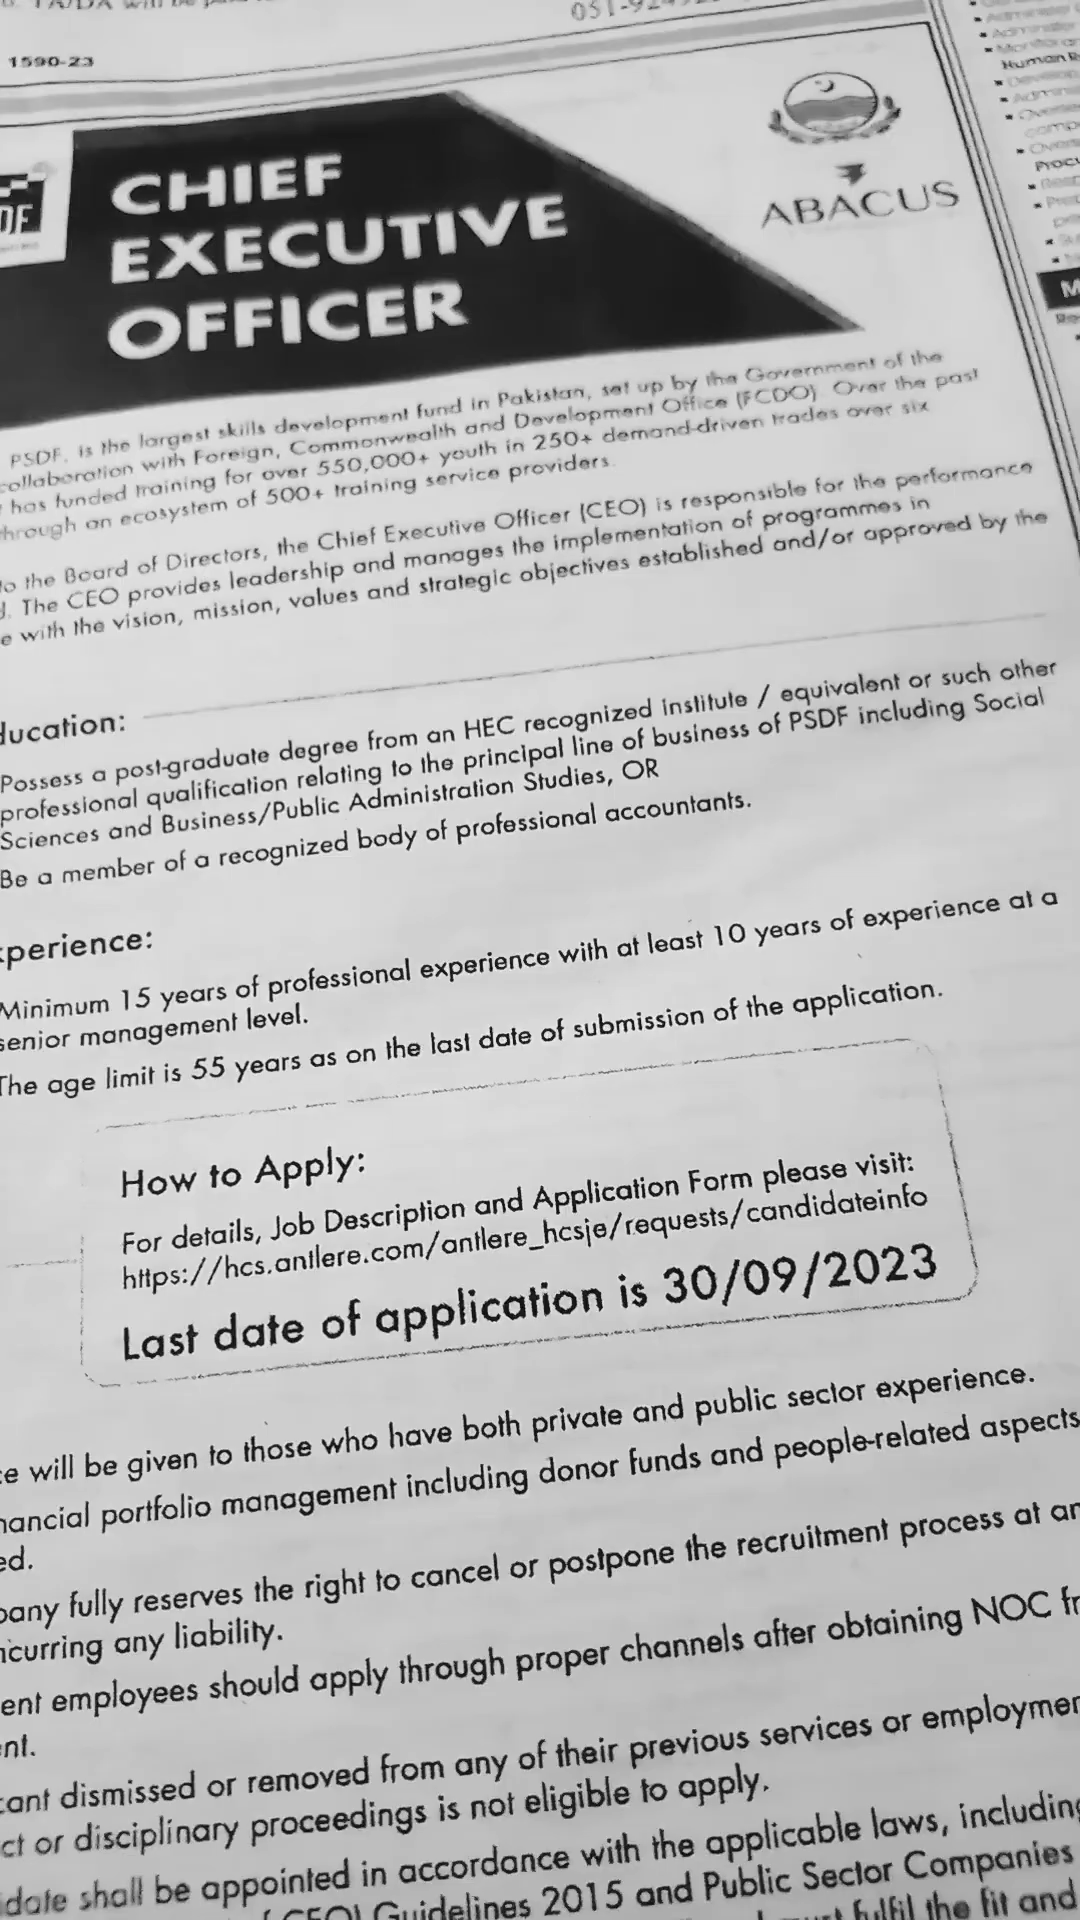 1590-23
DF
CHIEF
EXECUTIVE
OFFICER
ABACUS
PSDF, is the largest skills development fund in Pakistan, set up by the Government of the
collaboration with Foreign, Commonwealth and Development Office (FCDO). Over the past
has funded training for over 550,000+ youth in 250+ demand-driven trades over six
through an ecosystem of 500+ training service providers.
to the Board of Directors, the Chief Executive Officer (CEO) is responsible for the performance
d. The CEO provides leadership and manages the implementation of programmes in
e with the vision, mission, values and strategic objectives established and/or approved by the
ducation:
Possess a post-graduate degree from an HEC recognized institute / equivalent or such other
professional qualification relating to the principal line of business of PSDF including Social
Sciences and Business/Public Administration Studies, OR
Be a member of a recognized body of professional accountants.
xperience:
Minimum 15 years of professional experience with at least 10 years of experience at a
senior management level.
The age limit is 55 years as on the last date of submission of the application.
How to Apply:
For details, Job Description and Application Form please visit:
https://hcs.antlere.com/antlere_hcsje/requests/candidateinfo
Last date of application is 30/09/2023
ce will be given to those who have both private and public sector experience.
nancial portfolio management including donor funds and people-related aspects
ed.
pany fully reserves the right to cancel or postpone the recruitment process at an
ncurring any liability.
ent employees should apply through proper channels after obtaining NOC fr
ent.
cant dismissed or removed from any of their previous services or employmen
ct or disciplinary proceedings is not eligible to apply.
idate shall be appointed in accordance with the applicable laws, including
(CEO) Guidelines 2015 and Public Sector Companies
fulfil the fit and
Human R
Procu